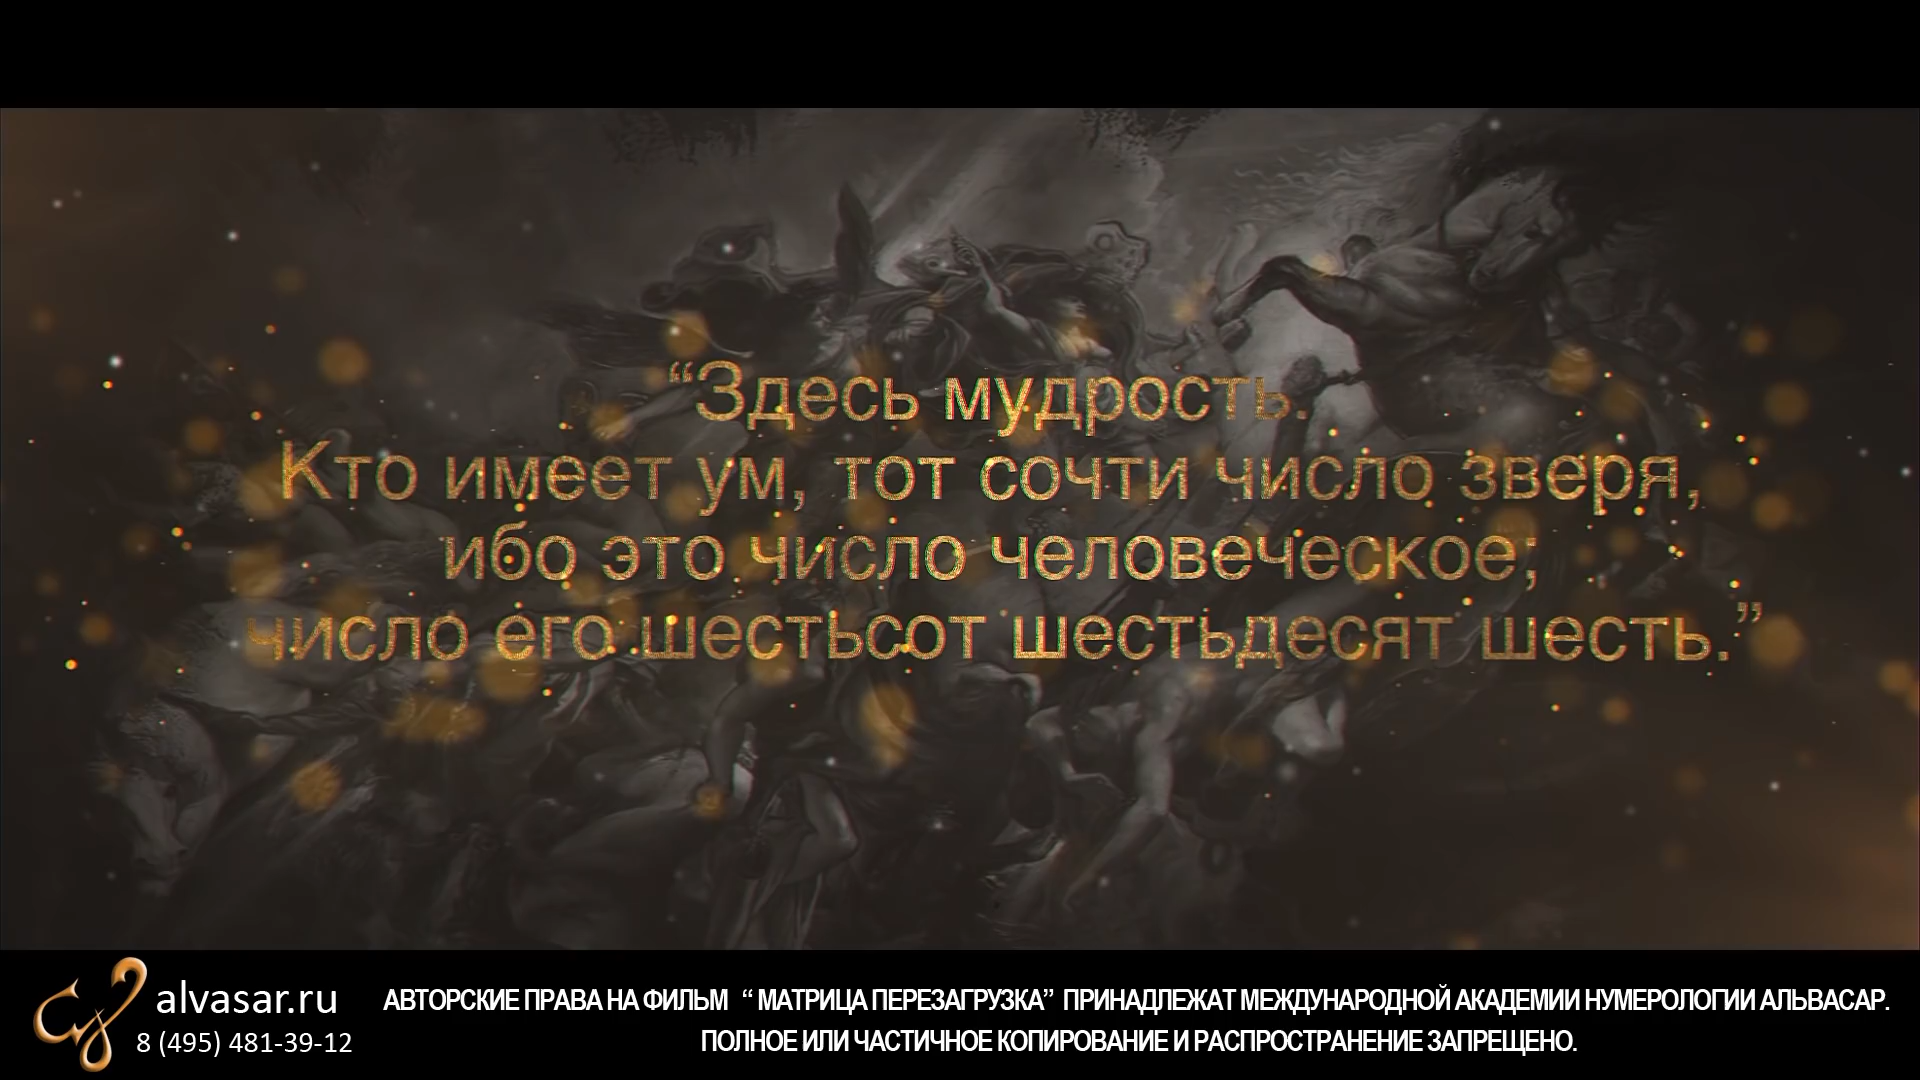 “Здесь мудрость.
Кто имеет ум, тот сочти число зверя,
ибо это число человеческое;
число его шестьсот шестьдесят шесть.”
alvasar.ru
8 (495) 481-39-12
АВТОРСКИЕ ПРАВА НА ФИЛЬМ “ МАТРИЦА ПЕРЕЗАГРУЗКА” ПРИНАДЛЕЖАТ МЕЖДУНАРОДНОЙ АКАДЕМИИ НУМЕРОЛОГИИ АЛЬВАСАР.
ПОЛНОЕ ИЛИ ЧАСТИЧНОЕ КОПИРОВАНИЕ И РАСПРОСТРАНЕНИЕ ЗАПРЕЩЕНО.